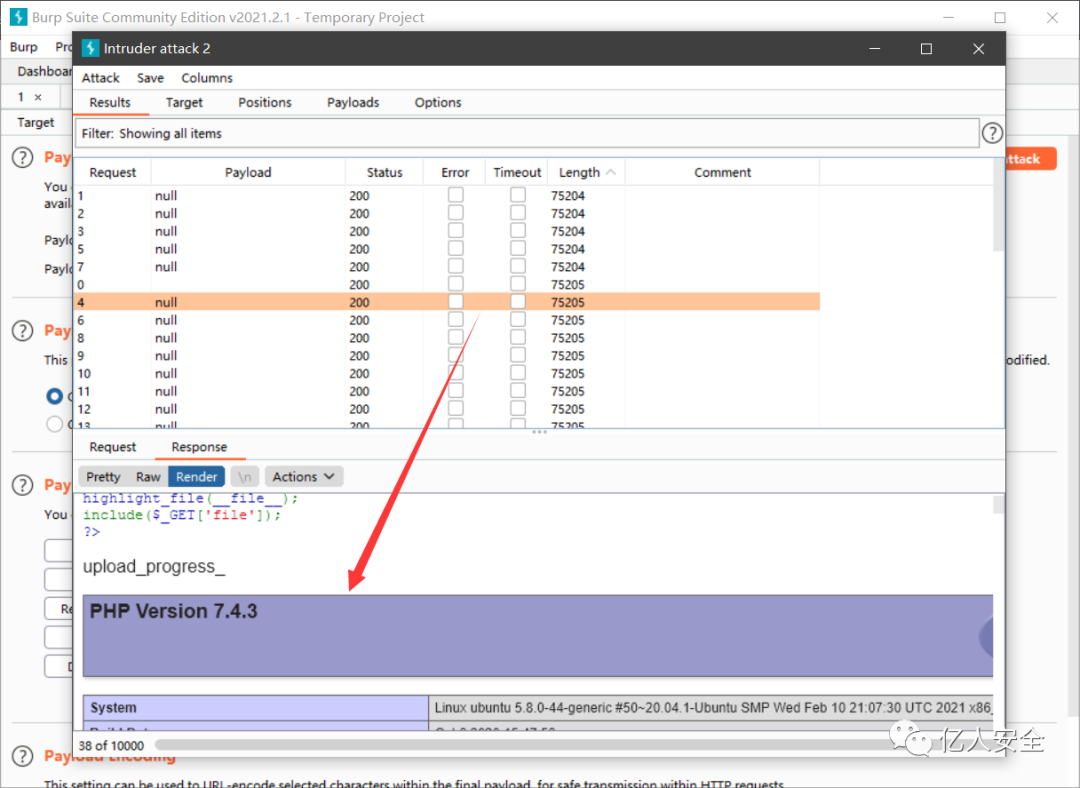 Burp Suite Community Edition v2021.2.1 - Temporary Project
Burp Pro
Intruder attack 2
Dashboar
Attack Save Columns
1 ×
Results Target Positions Payloads Options
Target
Filter: Showing all items
?
? Pay
ttack
You
avail
Paylo
Paylo
Request Payload Status Error Timeout Length Comment
1 null 200 75204
2 null 200 75204
3 null 200 75204
5 null 200 75204
7 null 200 75204
0 200 75205
4 null 200 75205
6 null 200 75205
8 null 200 75205
9 null 200 75205
10 null 200 75205
11 null 200 75205
12 null 200 75205
13 null 200 75205
? Pay
This
odified.
Request Response
Pretty Raw Render \n Actions
? Pay
You
Re
highlight_file(__file__);
include($_GET['file']);
?>
upload_progress_
PHP Version 7.4.3
System Linux ubuntu 5.8.0-44-generic #50~20.04.1-Ubuntu SMP Wed Feb 10 21:07:30 UTC 2021 x86_
38 of 10000
亿人安全
? Payload Encoding
This setting can be used to URL-encode selected characters within the final payload, for safe transmission within HTTP requests.